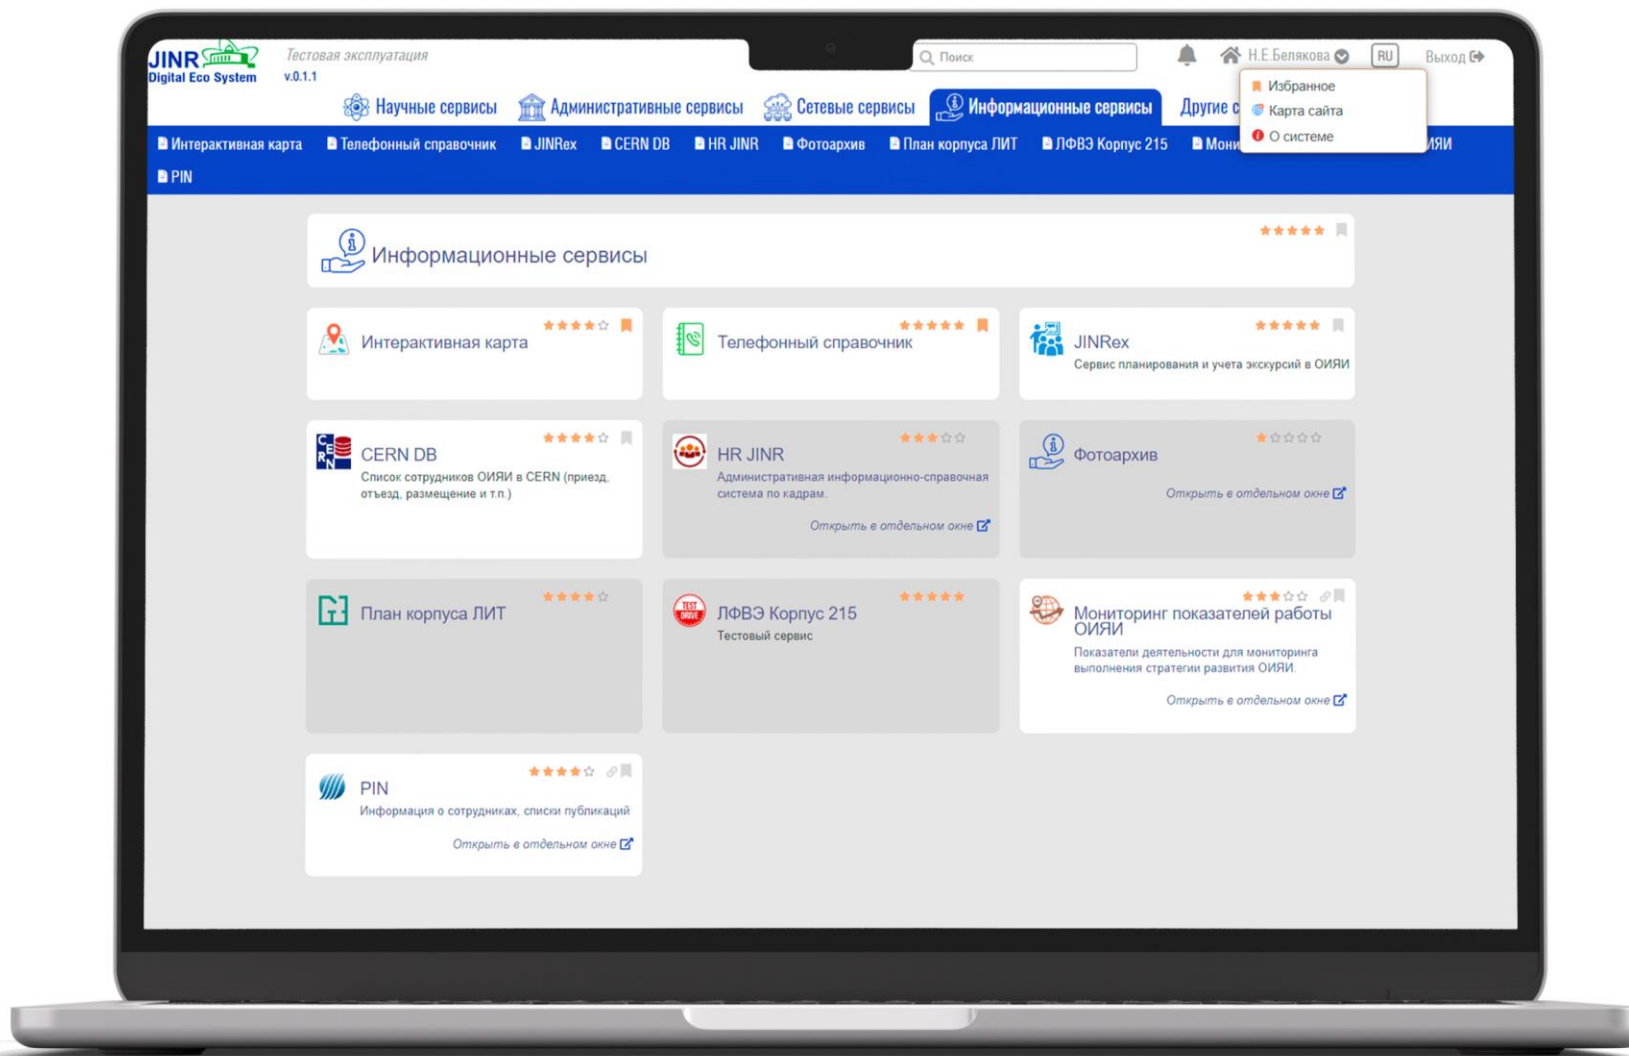 JINR
Digital Eco System
Тестовая эксплуатация
v.0.1.1
Поиск
Н.Е.Белякова
RU
Выход
Избранное
Карта сайта
О системе
Научные сервисы
Административные сервисы
Сетевые сервисы
Информационные сервисы
Другие с
Интерактивная карта
Телефонный справочник
JINRex
CERN DB
HR JINR
Фотоархив
План корпуса ЛИТ
ЛФВЭ Корпус 215
Мони
ИЯИ
PIN
Информационные сервисы
Интерактивная карта
Телефонный справочник
JINRex
Сервис планирования и учета экскурсий в ОИЯИ
CERN
CERN DB
Список сотрудников ОИЯИ в CERN (приезд,
отъезд, размещение и т.п.)
HR JINR
Административная информационно-справочная
система по кадрам.
Открыть в отдельном окне
Фотоархив
Открыть в отдельном окне
План корпуса ЛИТ
TEST
DRIVE
ЛФВЭ Корпус 215
Тестовый сервис
Мониторинг показателей работы
ОИЯИ
Показатели деятельности для мониторинга
выполнения стратегии развития ОИЯИ.
Открыть в отдельном окне
PIN
Информация о сотрудниках, списки публикаций
Открыть в отдельном окне